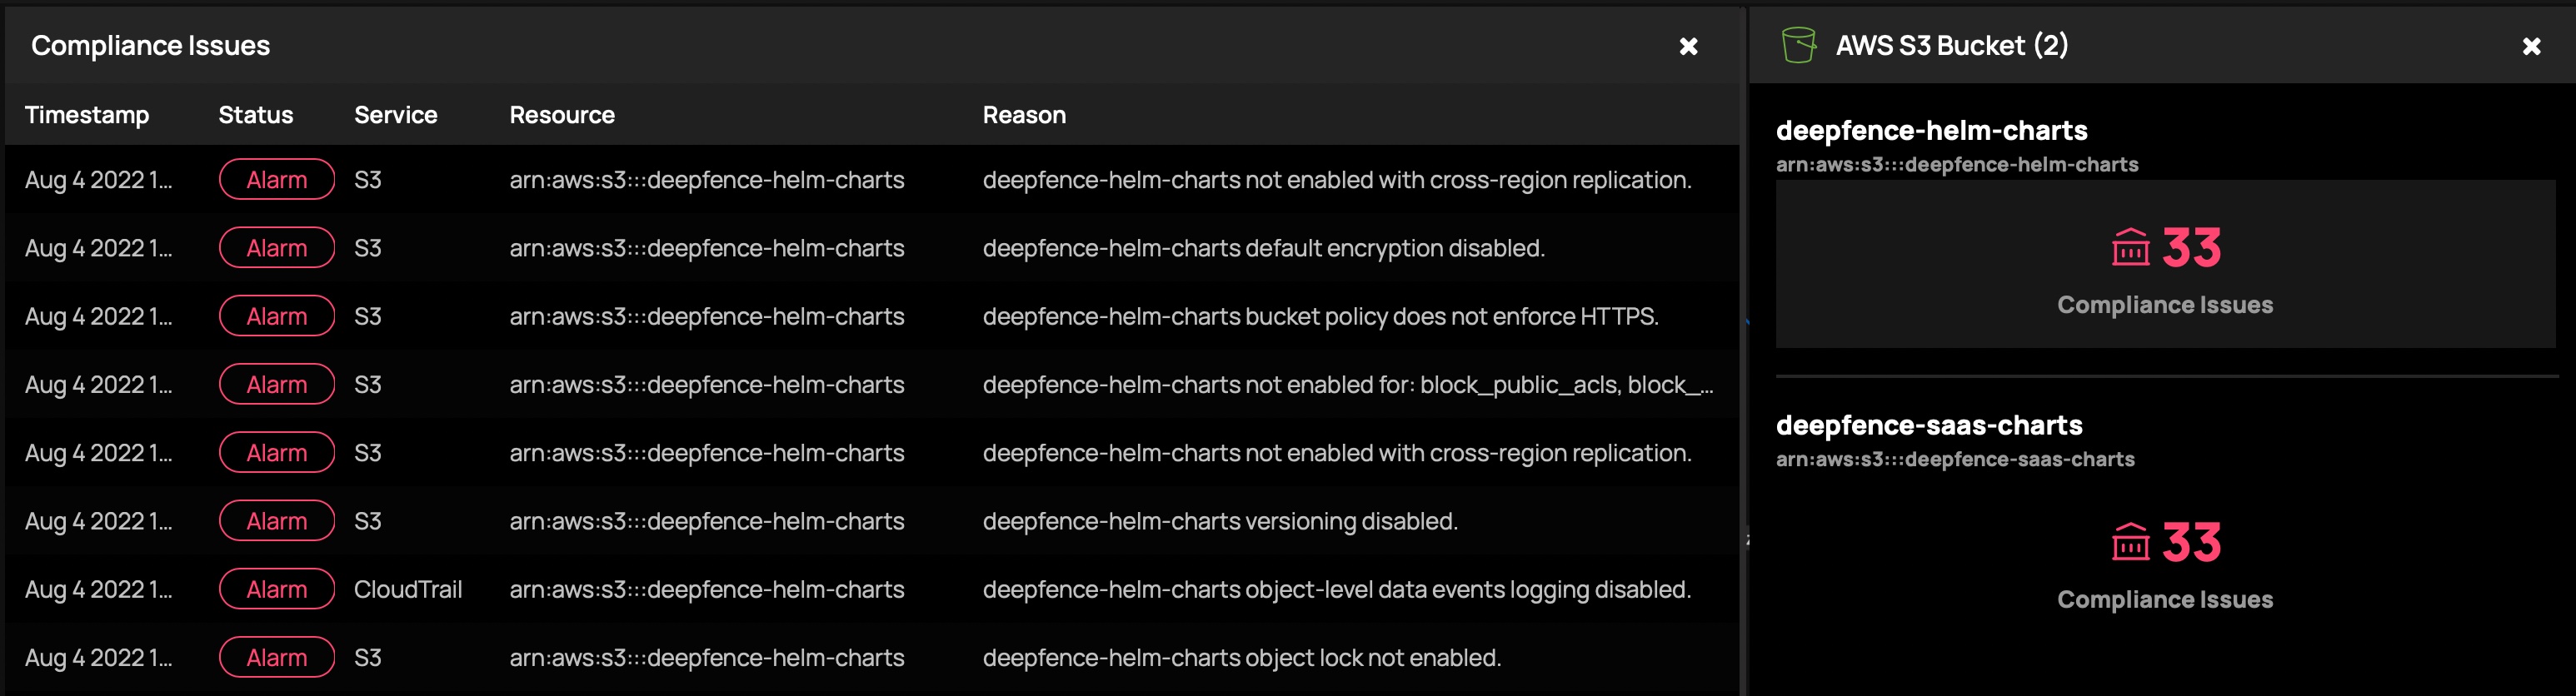 Compliance Issues
Timestamp Status Service Resource Reason
Aug 4 2022 1... Alarm S3 arn:aws:s3:::deepfence-helm-charts deepfence-helm-charts not enabled with cross-region replication.
Aug 4 2022 1... Alarm S3 arn:aws:s3:::deepfence-helm-charts deepfence-helm-charts default encryption disabled.
Aug 4 2022 1... Alarm S3 arn:aws:s3:::deepfence-helm-charts deepfence-helm-charts bucket policy does not enforce HTTPS.
Aug 4 2022 1... Alarm S3 arn:aws:s3:::deepfence-helm-charts deepfence-helm-charts not enabled for: block_public_acls, block_...
Aug 4 2022 1... Alarm S3 arn:aws:s3:::deepfence-helm-charts deepfence-helm-charts not enabled with cross-region replication.
Aug 4 2022 1... Alarm S3 arn:aws:s3:::deepfence-helm-charts deepfence-helm-charts versioning disabled.
Aug 4 2022 1... Alarm CloudTrail arn:aws:s3:::deepfence-helm-charts deepfence-helm-charts object-level data events logging disabled.
Aug 4 2022 1... Alarm S3 arn:aws:s3:::deepfence-helm-charts deepfence-helm-charts object lock not enabled.
AWS S3 Bucket (2)
deepfence-helm-charts
arn:aws:s3:::deepfence-helm-charts
33
Compliance Issues
deepfence-saas-charts
arn:aws:s3:::deepfence-saas-charts
33
Compliance Issues